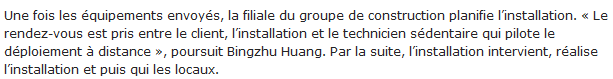 Une fois les équipements envoyés, la filiale du groupe de construction planifie l'installation. « Le
rendez-vous est pris entre le client, l'installation et le technicien sédentaire qui pilote le
déploiement à distance », poursuit Bingzhu Huang. Par la suite, l'installation intervient, réalise
l'installation et puis qui les locaux.